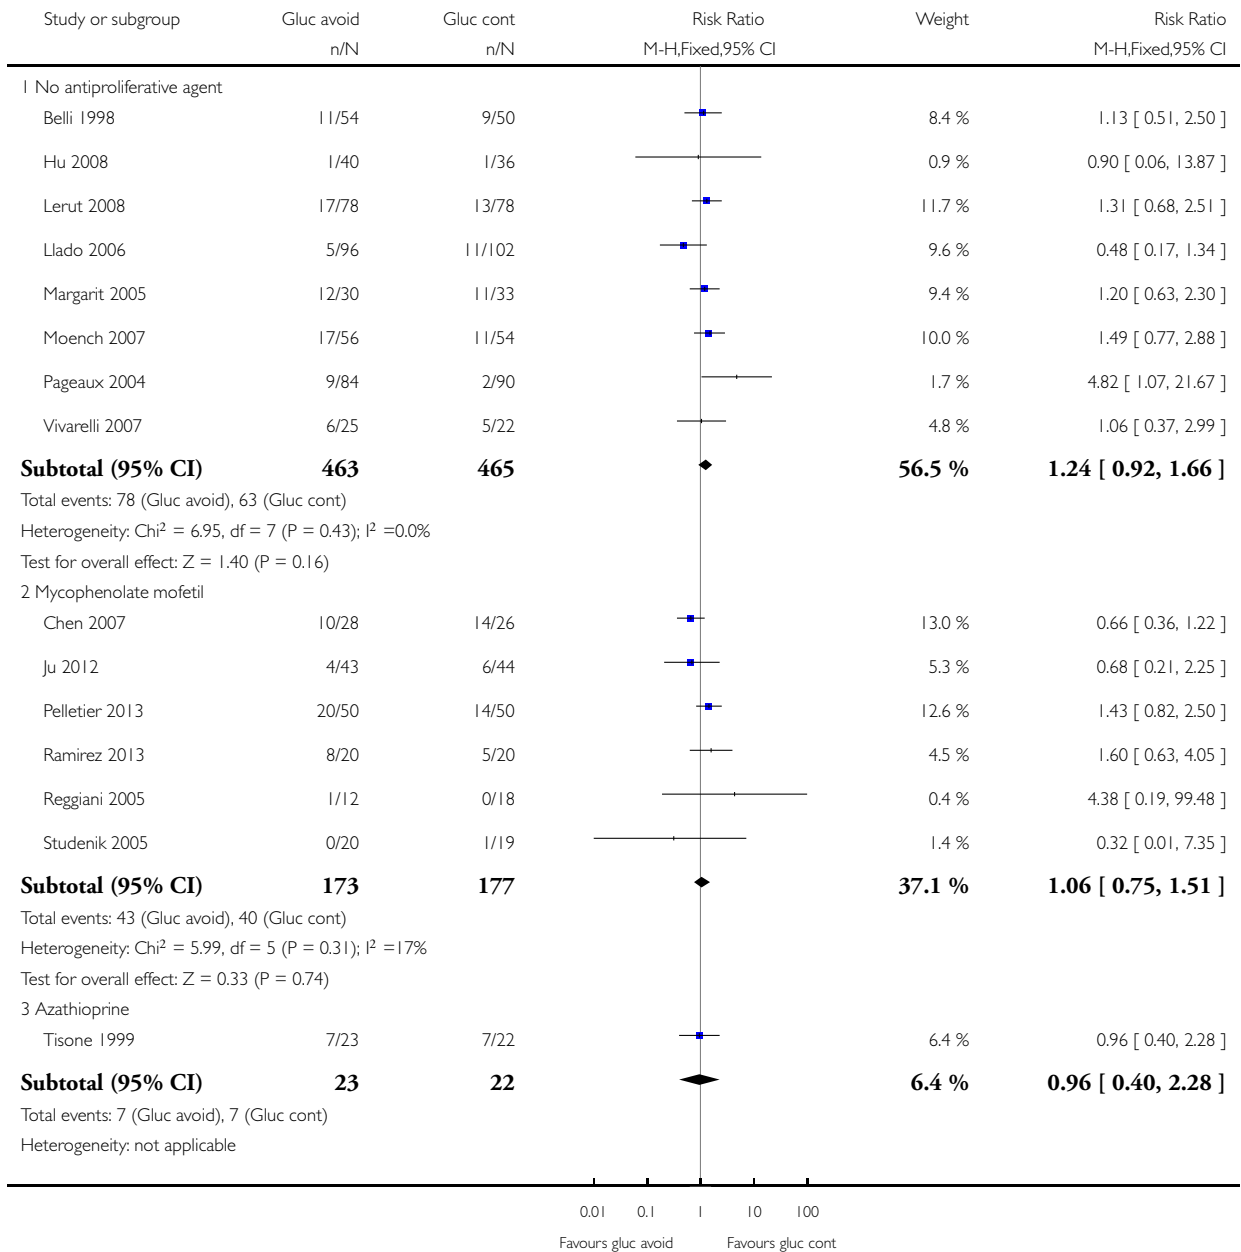 Study or subgroup Gluc avoid Gluc cont Risk Ratio Weight Risk Ratio
n/N n/N M-H,Fixed,95% CI M-H,Fixed,95% CI
1 No antiproliferative agent
Belli 1998 11/54 9/50 8.4 % 1.13 [ 0.51, 2.50 ]
Hu 2008 1/40 1/36 0.9 % 0.90 [ 0.06, 13.87 ]
Lerut 2008 17/78 13/78 11.7 % 1.31 [ 0.68, 2.51 ]
Llado 2006 5/96 11/102 9.6 % 0.48 [ 0.17, 1.34 ]
Margarit 2005 12/30 11/33 9.4 % 1.20 [ 0.63, 2.30 ]
Moench 2007 17/56 11/54 10.0 % 1.49 [ 0.77, 2.88 ]
Pageaux 2004 9/84 2/90 1.7 % 4.82 [ 1.07, 21.67 ]
Vivarelli 2007 6/25 5/22 4.8 % 1.06 [ 0.37, 2.99 ]
Subtotal (95% CI) 463 465 56.5 % 1.24 [ 0.92, 1.66 ]
Total events: 78 (Gluc avoid), 63 (Gluc cont)
Heterogeneity: Chi² = 6.95, df = 7 (P = 0.43); I² =0.0%
Test for overall effect: Z = 1.40 (P = 0.16)
2 Mycophenolate mofetil
Chen 2007 10/28 14/26 13.0 % 0.66 [ 0.36, 1.22 ]
Ju 2012 4/43 6/44 5.3 % 0.68 [ 0.21, 2.25 ]
Pelletier 2013 20/50 14/50 12.6 % 1.43 [ 0.82, 2.50 ]
Ramirez 2013 8/20 5/20 4.5 % 1.60 [ 0.63, 4.05 ]
Reggiani 2005 1/12 0/18 0.4 % 4.38 [ 0.19, 99.48 ]
Studenik 2005 0/20 1/19 1.4 % 0.32 [ 0.01, 7.35 ]
Subtotal (95% CI) 173 177 37.1 % 1.06 [ 0.75, 1.51 ]
Total events: 43 (Gluc avoid), 40 (Gluc cont)
Heterogeneity: Chi² = 5.99, df = 5 (P = 0.31); I² =17%
Test for overall effect: Z = 0.33 (P = 0.74)
3 Azathioprine
Tisone 1999 7/23 7/22 6.4 % 0.96 [ 0.40, 2.28 ]
Subtotal (95% CI) 23 22 6.4 % 0.96 [ 0.40, 2.28 ]
Total events: 7 (Gluc avoid), 7 (Gluc cont)
Heterogeneity: not applicable
0.01 0.1 1 10 100
Favours gluc avoid Favours gluc cont